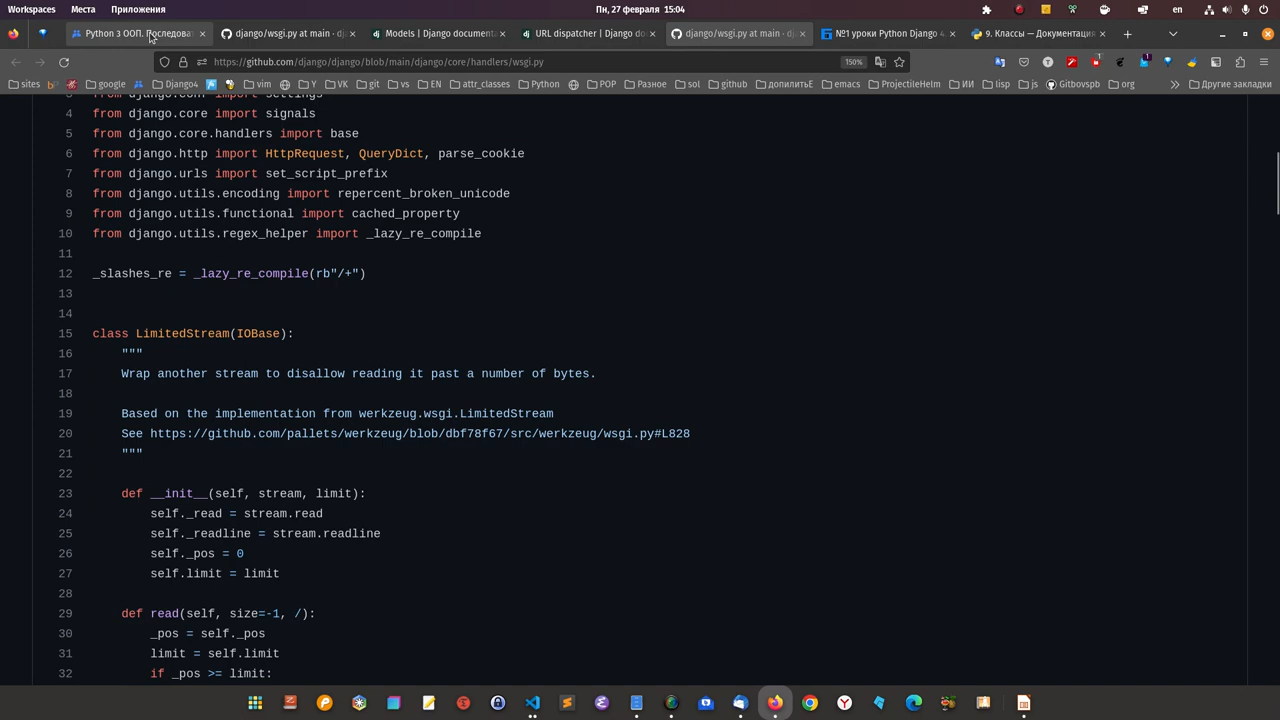 Workspaces Места Приложения Пн, 27 февраля 15:04 en
Python 3 ООП. Последоват django/wsgi.py at main · dj Models | Django documenta URL dispatcher | Django do django/wsgi.py at main · dj №1 уроки Python Django 4. 9. Классы — Документация
https://github.com/django/django/blob/main/django/core/handlers/wsgi.py 150%
sites google Django4 vim Y VK git vs EN attr_classes Python POP Разное sol github допилитьЕ emacs ProjectileHelm ИИ lisp js Gitbovspb org Другие закладки
3 from django.conf import settings
4 from django.core import signals
5 from django.core.handlers import base
6 from django.http import HttpRequest, QueryDict, parse_cookie
7 from django.urls import set_script_prefix
8 from django.utils.encoding import repercent_broken_unicode
9 from django.utils.functional import cached_property
10 from django.utils.regex_helper import _lazy_re_compile
11
12 _slashes_re = _lazy_re_compile(rb"/+")
13
14
15 class LimitedStream(IOBase):
16 """
17 Wrap another stream to disallow reading it past a number of bytes.
18
19 Based on the implementation from werkzeug.wsgi.LimitedStream
20 See https://github.com/pallets/werkzeug/blob/dbf78f67/src/werkzeug/wsgi.py#L828
21 """
22
23 def __init__(self, stream, limit):
24 self._read = stream.read
25 self._readline = stream.readline
26 self._pos = 0
27 self.limit = limit
28
29 def read(self, size=-1, /):
30 _pos = self._pos
31 limit = self.limit
32 if _pos >= limit: